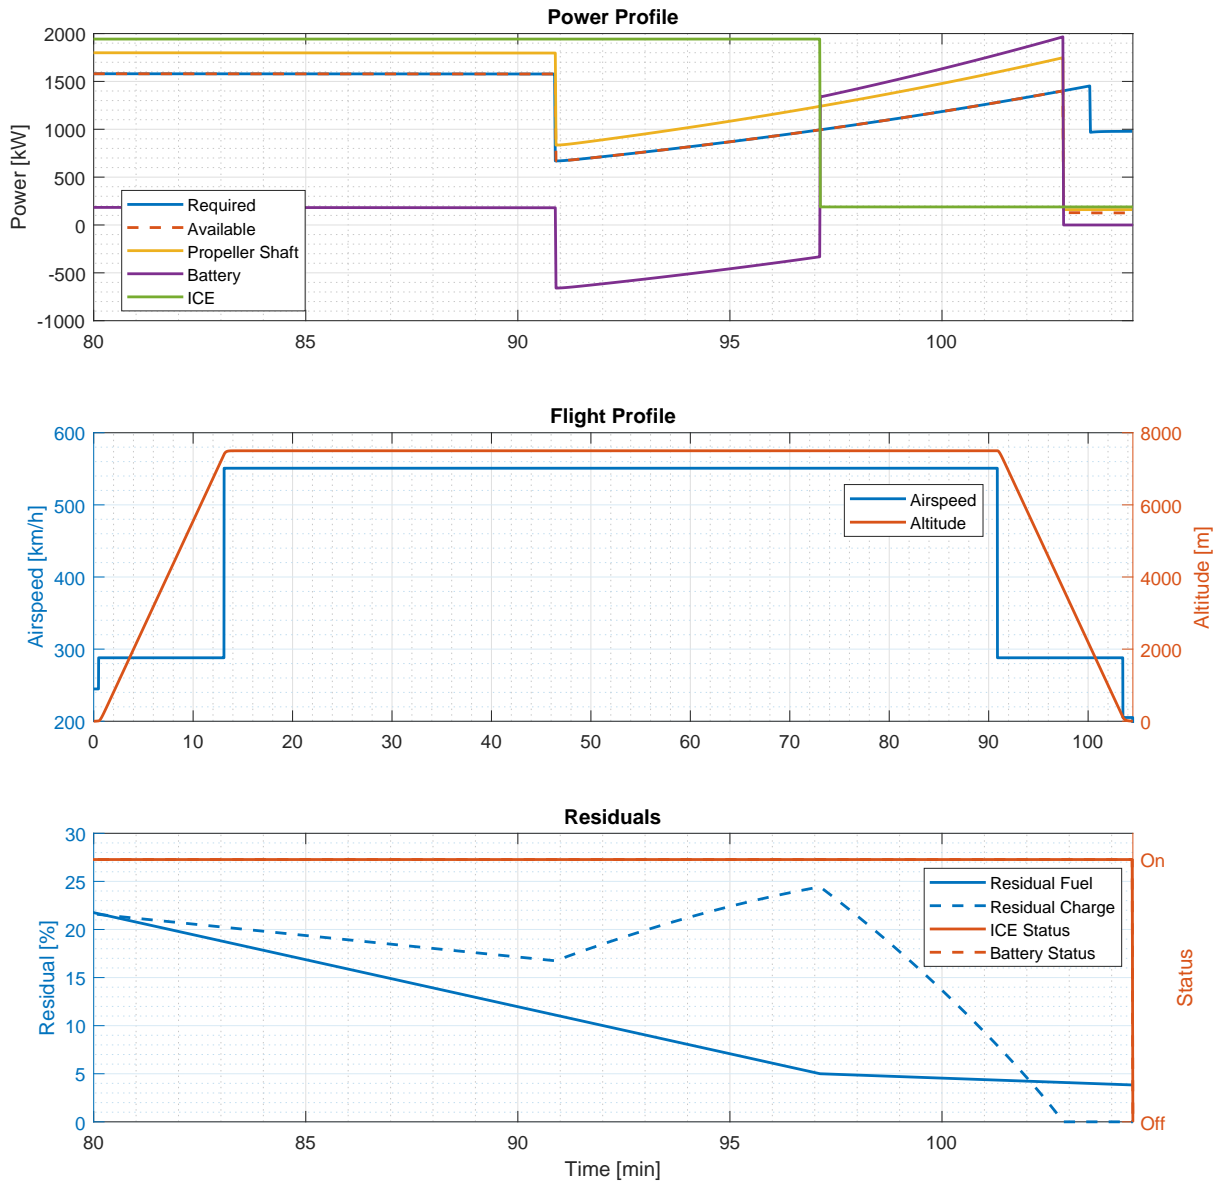 Power Profile
2000
1500
1000
500
0
-500
-1000
Power [kW]
Required
Available
Propeller Shaft
Battery
ICE
80
85
90
95
100
Flight Profile
600
500
400
300
200
Airspeed [km/h]
Airspeed
Altitude
8000
6000
4000
2000
0
Altitude [m]
0
10
20
30
40
50
60
70
80
90
100
Residuals
30
25
20
15
10
5
0
Residual [%]
Residual Fuel
Residual Charge
ICE Status
Battery Status
On
Off
Status
80
85
90
95
100
Time [min]